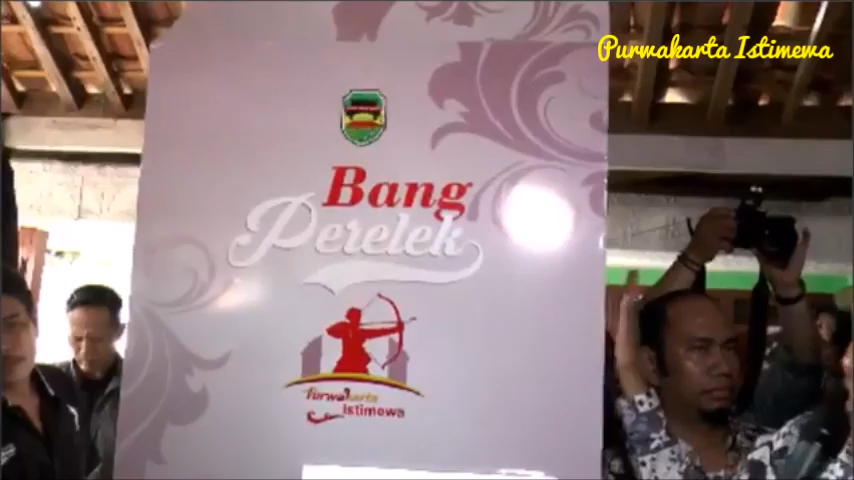 Purwakarta Istimewa
Bang
Perelek
Purwakarta
Istimewa